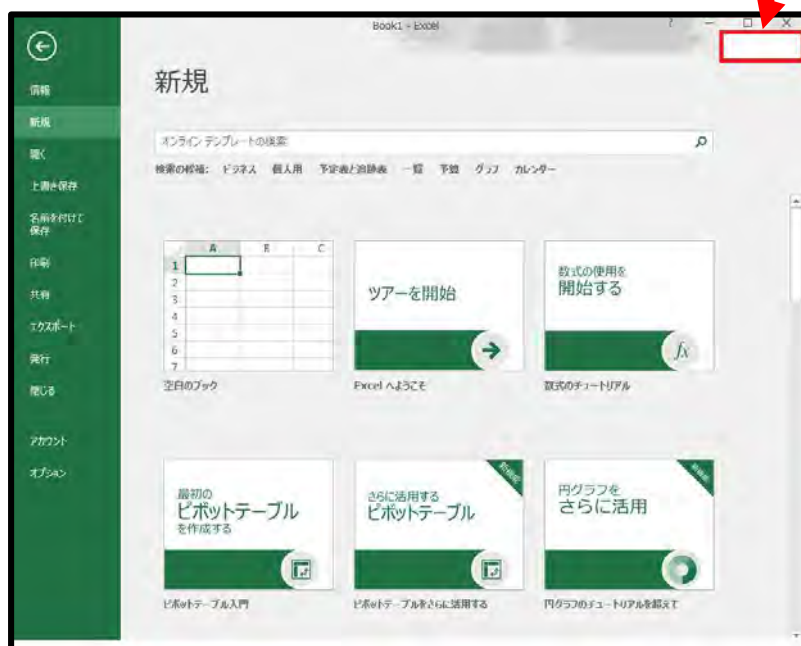 Book1 - Excel
?
情報
新規
開く
上書き保存
名前を付けて
保存
印刷
共有
エクスポート
発行
閉じる
アカウント
オプション
新規
オンライン テンプレートの検索
検索の候補: ビジネス 個人用 予定表と追跡表 一覧 予算 グラフ カレンダー
A B C
1
2
3
4
5
6
7
空白のブック
ツアーを開始
Excel へようこそ
数式の使用を
開始する
fx
数式のチュートリアル
最初の
ピボットテーブル
を作成する
ピボットテーブル入門
さらに活用する
ピボットテーブル
新機能
ピボットテーブルをさらに活用する
円グラフを
さらに活用
新機能
円グラフのチュートリアルを超えて